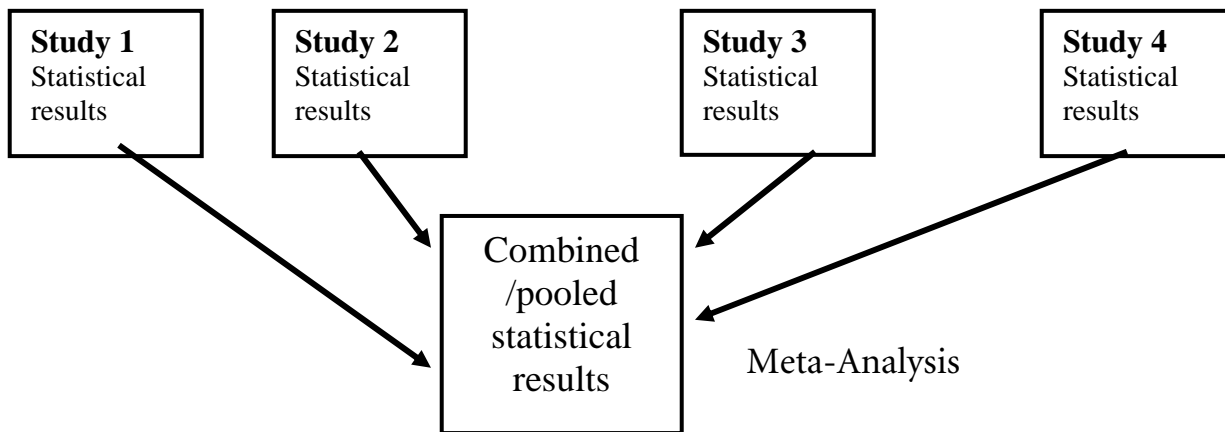 Study 1
Statistical
results
Study 2
Statistical
results
Study 3
Statistical
results
Study 4
Statistical
results
Combined
/pooled
statistical
results
Meta-Analysis